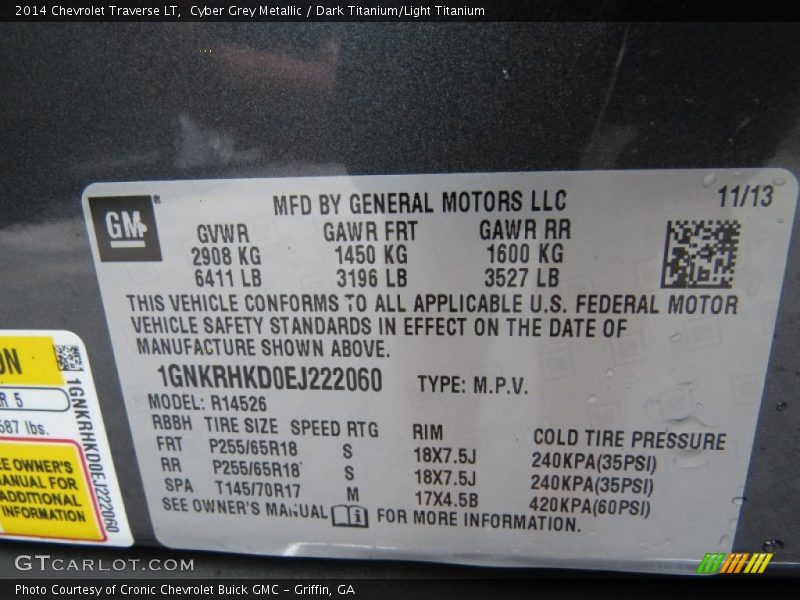 2014 Chevrolet Traverse LT, Cyber Grey Metallic / Dark Titanium/Light Titanium
GM
MFD BY GENERAL MOTORS LLC
11/13
GVWR GAWR FRT GAWR RR
2908 KG 1450 KG 1600 KG
6411 LB 3196 LB 3527 LB
THIS VEHICLE CONFORMS TO ALL APPLICABLE U.S. FEDERAL MOTOR
VEHICLE SAFETY STANDARDS IN EFFECT ON THE DATE OF
MANUFACTURE SHOWN ABOVE.
1GNKRHKD0EJ222060 TYPE: M.P.V.
MODEL: R14526
RBBH TIRE SIZE SPEED RTG RIM COLD TIRE PRESSURE
FRT P255/65R18 S 18X7.5J 240KPA(35PSI)
RR P255/65R18 S 18X7.5J 240KPA(35PSI)
SPA T145/70R17 M 17X4.5B 420KPA(60PSI)
SEE OWNER'S MANUAL FOR MORE INFORMATION.
ON
R 5
587 lbs.
EE OWNER'S
MANUAL FOR
ADDITIONAL
INFORMATION
1GNKRHKD0EJ222060
GTCarLot.com
Photo Courtesy of Cronic Chevrolet Buick GMC - Griffin, GA